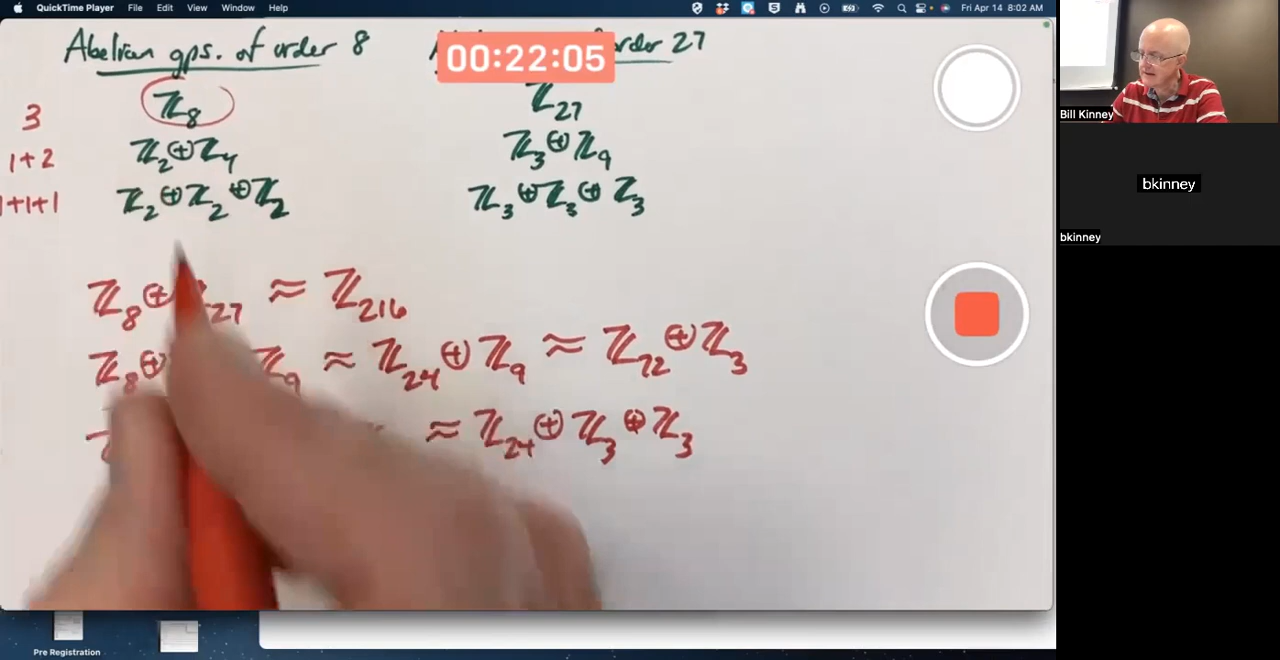 QuickTime Player File Edit View Window Help Fri Apr 14 8:02 AM
Abelian gps. of order 8
order 27
00:22:05
3 ℤ₈ ℤ₂₇
1+2 ℤ₂⊕ℤ₄ ℤ₃⊕ℤ₉
1+1+1 ℤ₂⊕ℤ₂⊕ℤ₂ ℤ₃⊕ℤ₃⊕ℤ₃
ℤ₈⊕ ₂₇ ≈ ℤ₂₁₆
ℤ₈⊕ ℤ₉ ≈ ℤ₂₄⊕ℤ₉ ≈ ℤ₇₂⊕ℤ₃
≈ ℤ₂₄⊕ℤ₃⊕ℤ₃
Bill Kinney
bkinney
bkinney
Pre Registration